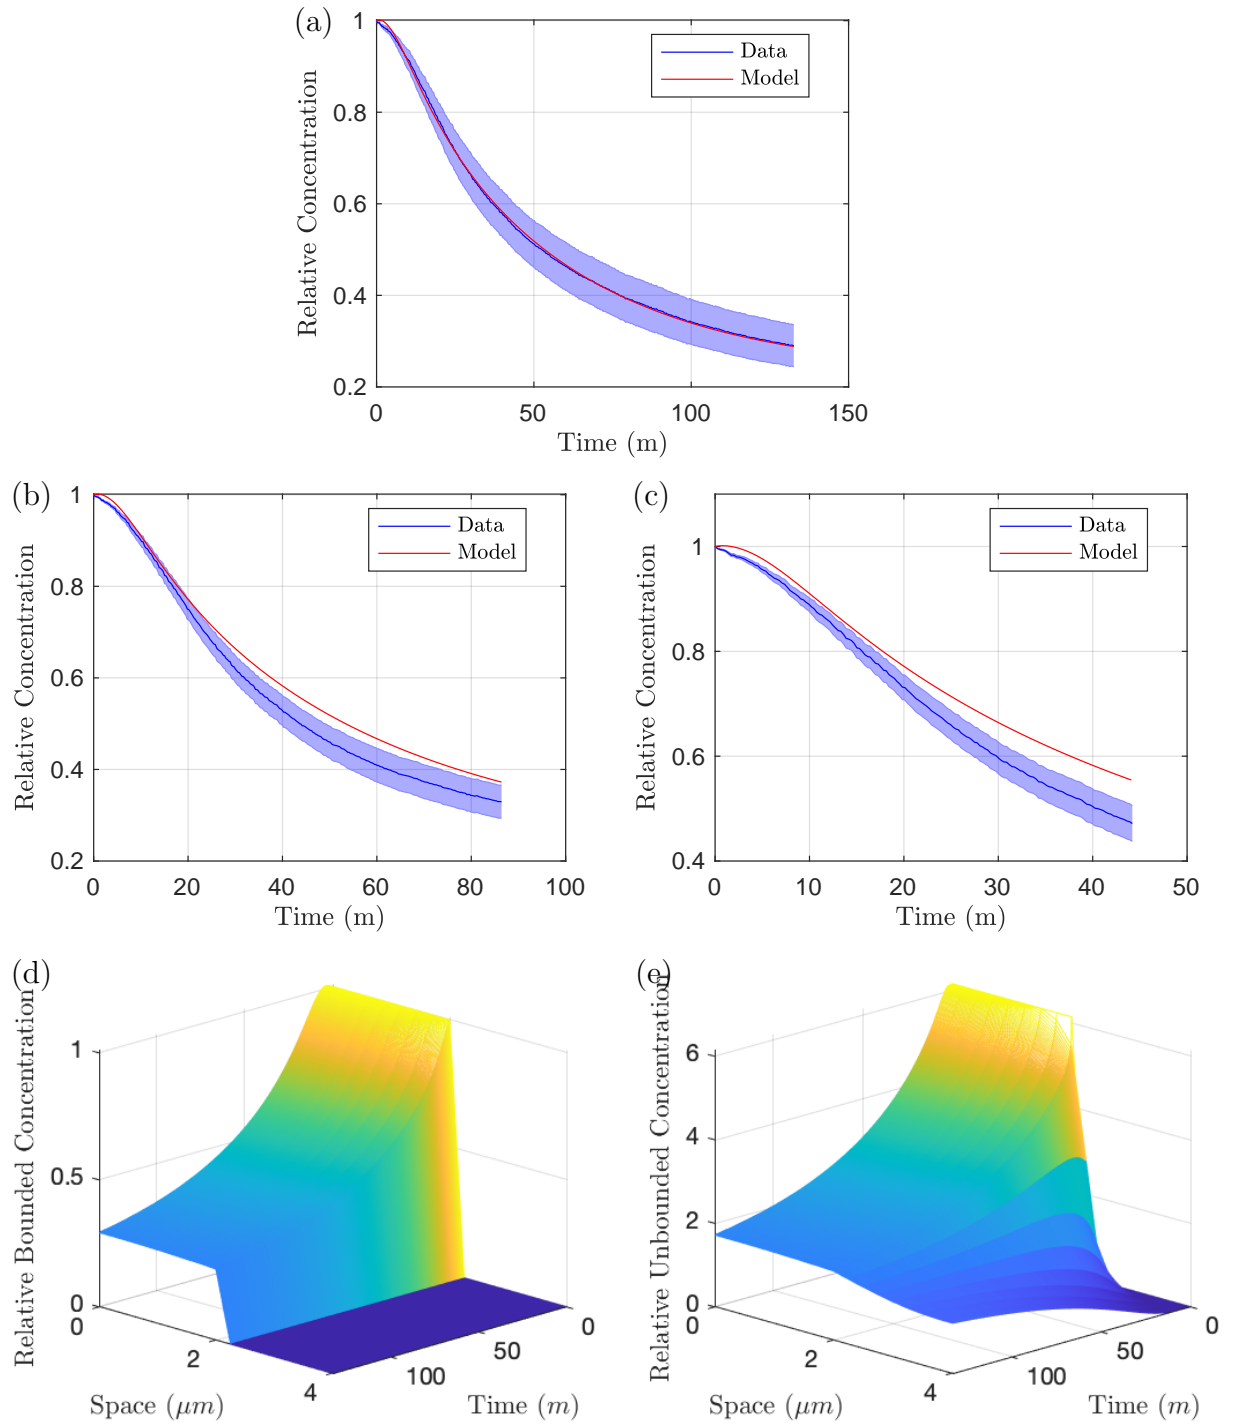 (a)
1
0.8
0.6
0.4
0.2
Relative Concentration
Data
Model
0 50 100 150
Time (m)
(b)
1
0.8
0.6
0.4
0.2
Relative Concentration
Data
Model
0 20 40 60 80 100
Time (m)
(c)
1
0.8
0.6
0.4
Relative Concentration
Data
Model
0 10 20 30 40 50
Time (m)
(d)
Relative Bounded Concentration
1
0.5
0
0 2 4
Space (μm)
100 50 0
Time (m)
(e)
Relative Unbounded Concentration
6
4
2
0
0 2 4
Space (μm)
100 50 0
Time (m)